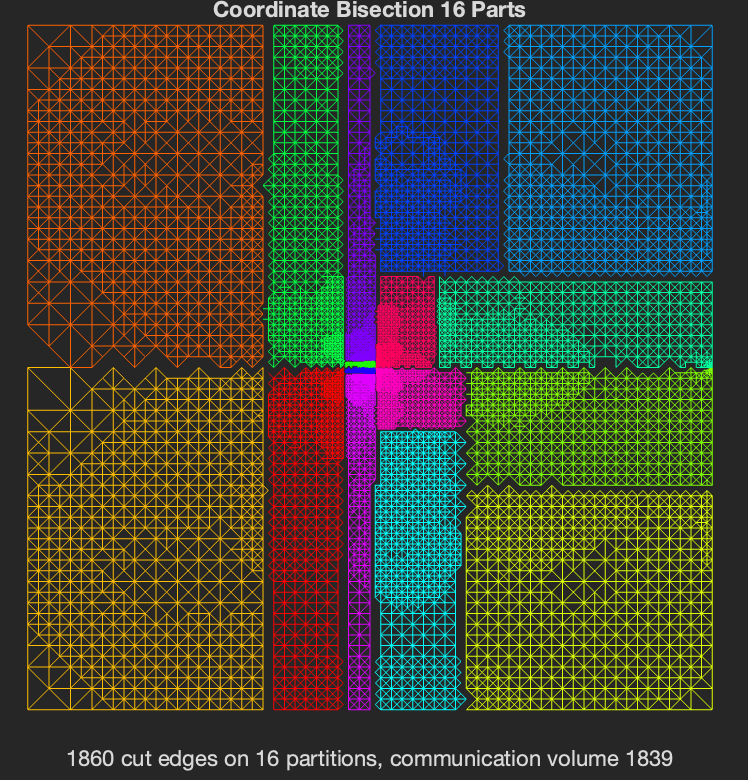 Coordinate Bisection 16 Parts
1860 cut edges on 16 partitions, communication volume 1839